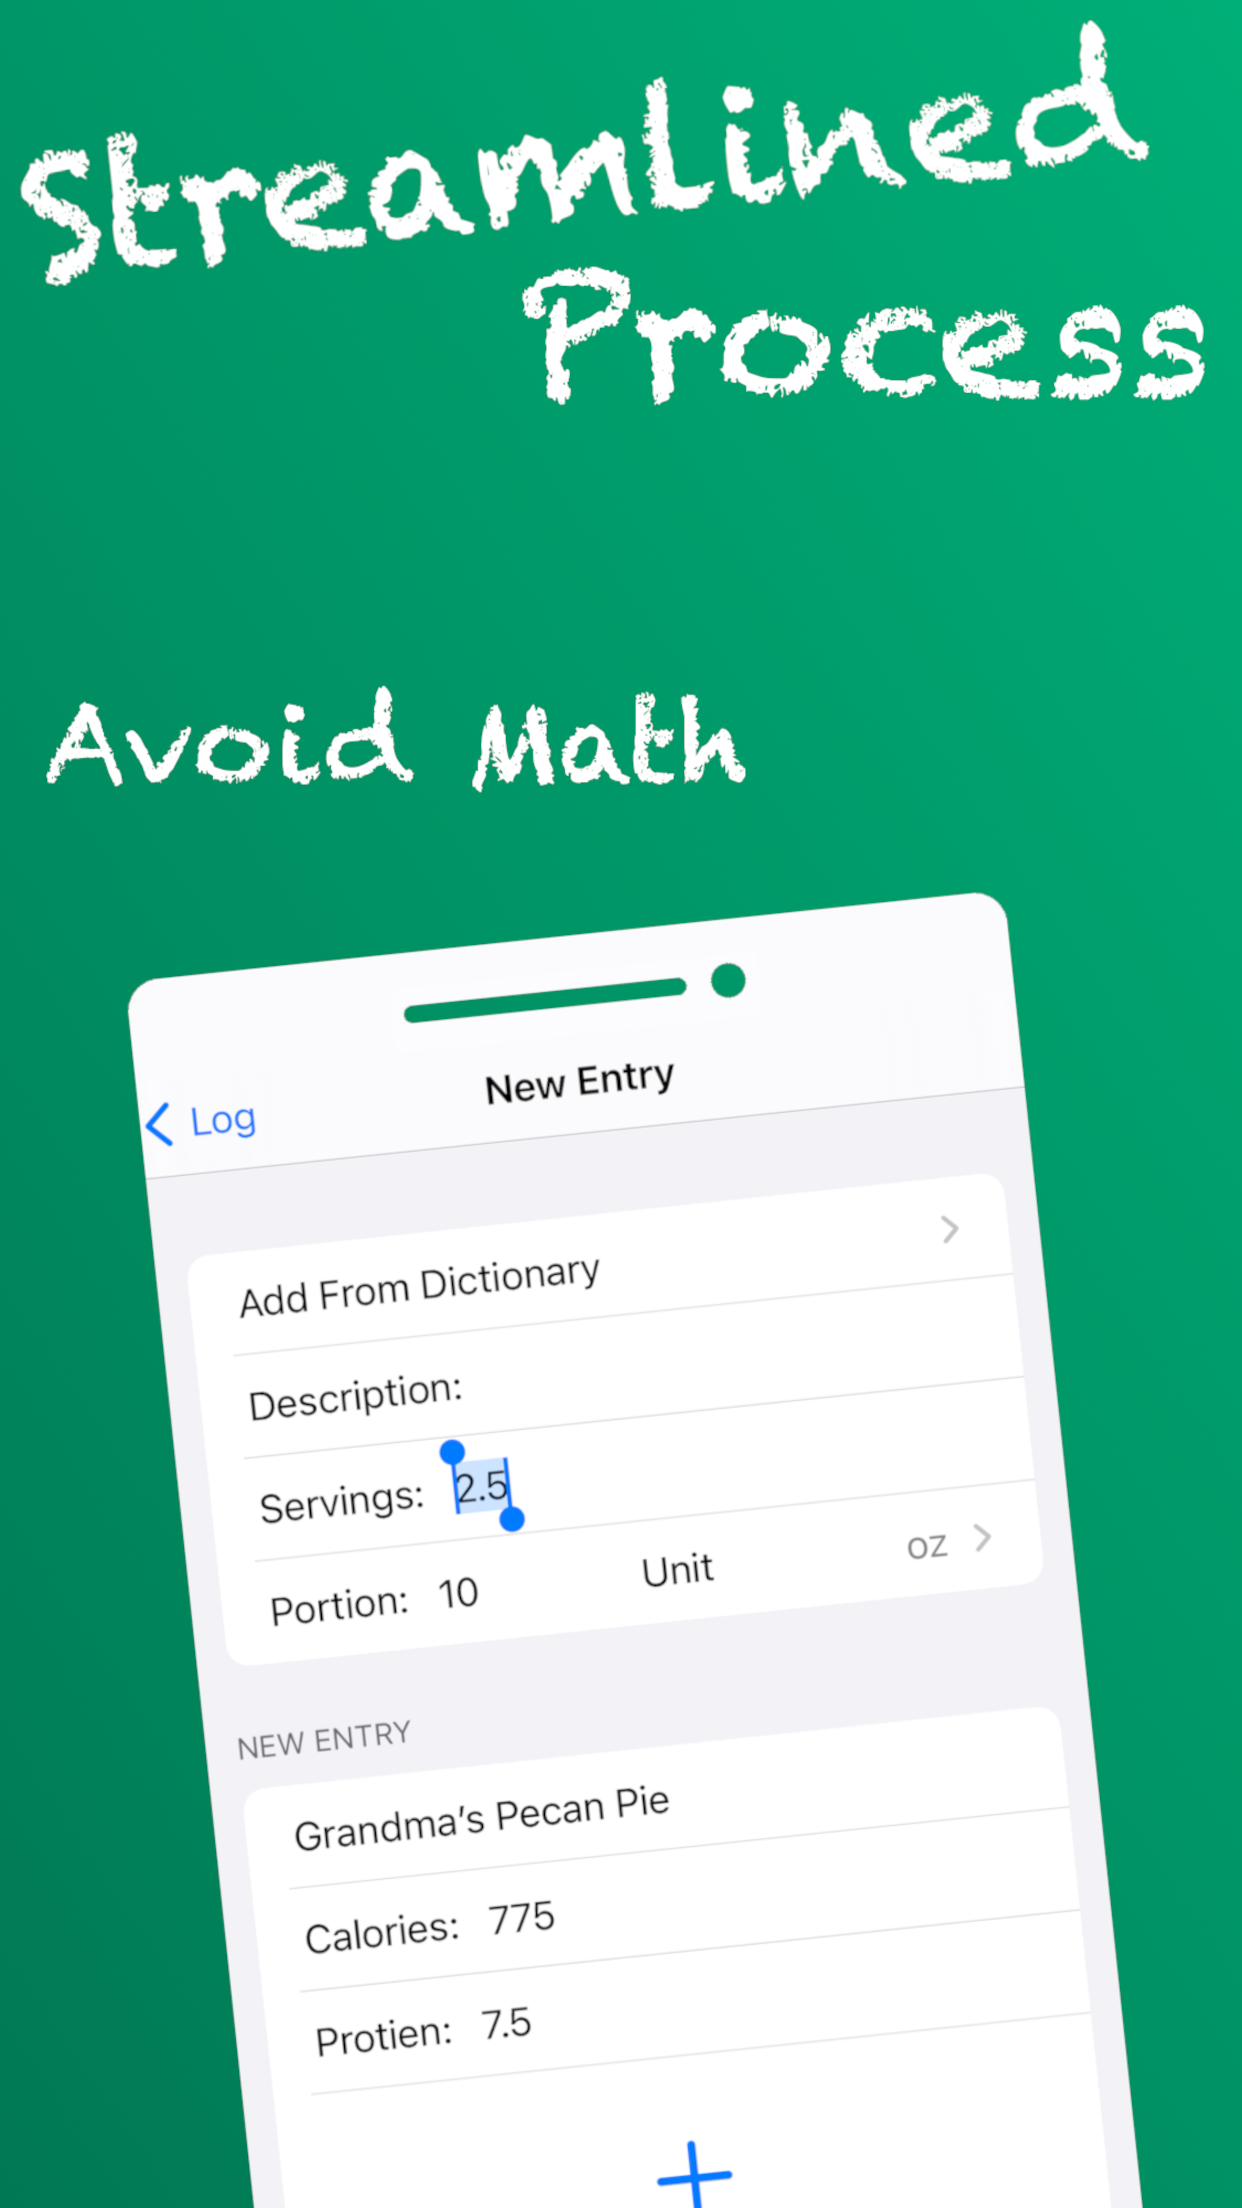 Streamlined
Process
Avoid Math
New Entry
Log
Add From Dictionary
Description:
Servings: 2.5
Portion: 10 Unit oz
NEW ENTRY
Grandma's Pecan Pie
Calories: 775
Protien: 7.5